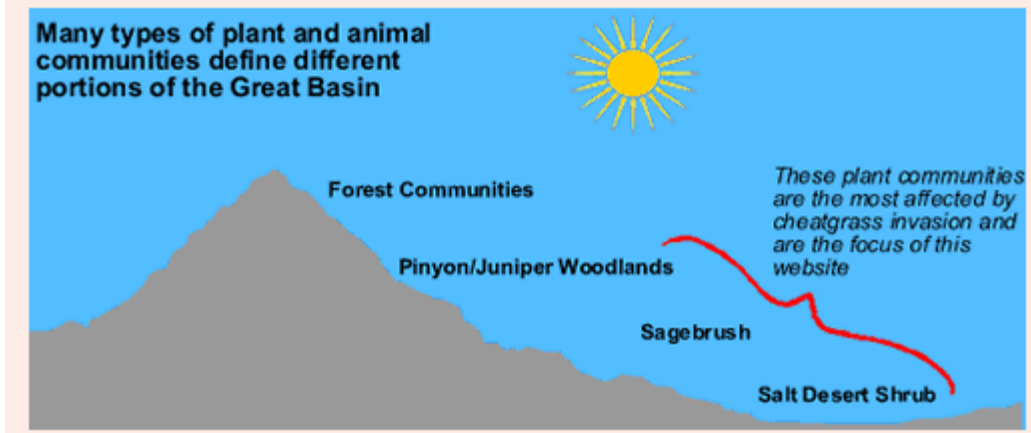 Many types of plant and animal
communities define different
portions of the Great Basin
Forest Communities
These plant communities
are the most affected by
cheatgrass invasion and
are the focus of this
website
Pinyon/Juniper Woodlands
Sagebrush
Salt Desert Shrub